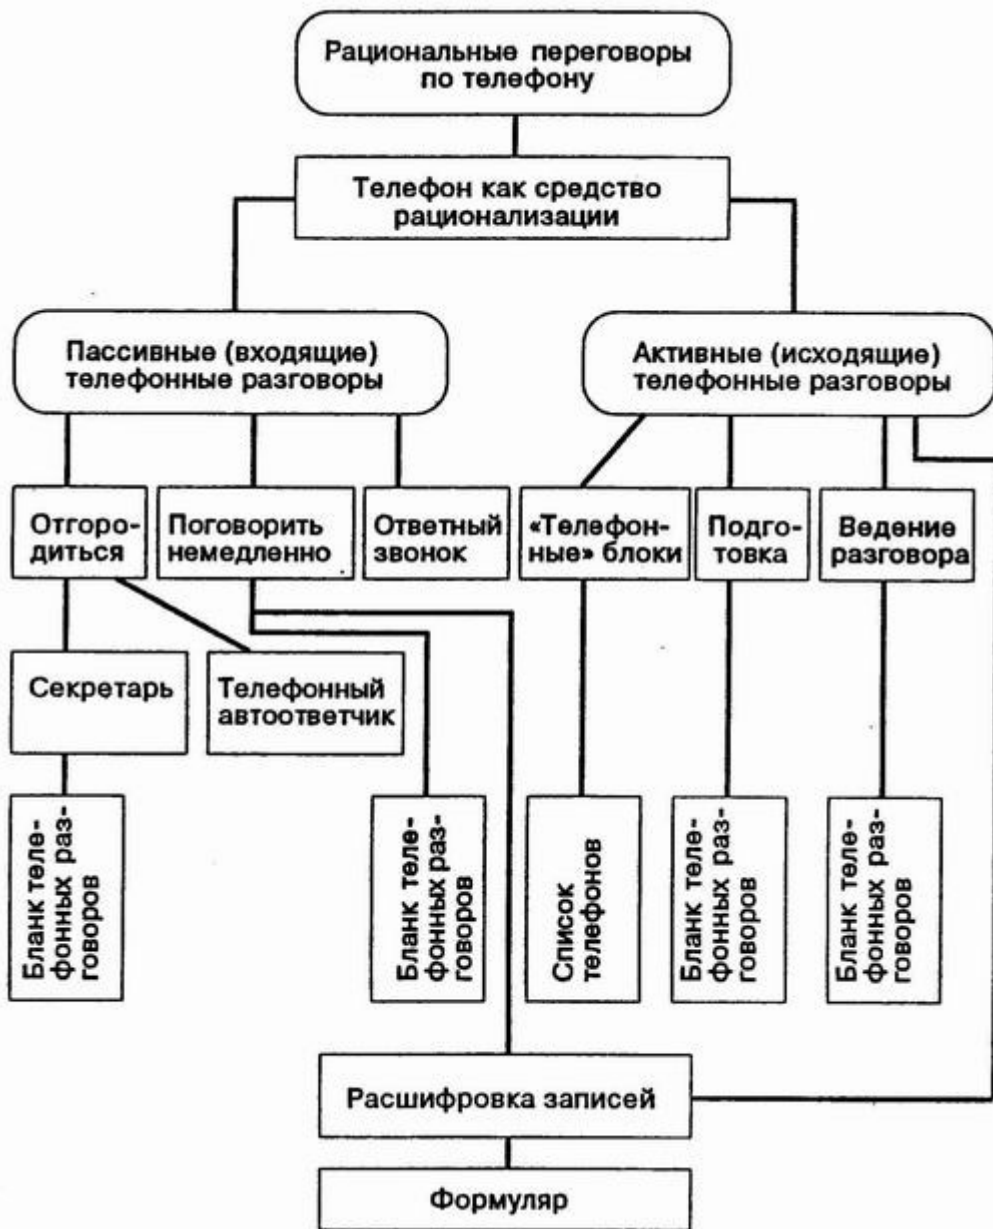 Рациональные переговоры
по телефону
Телефон как средство
рационализации
Пассивные (входящие)
телефонные разговоры
Активные (исходящие)
телефонные разговоры
Отгоро-
диться
Поговорить
немедленно
Ответный
звонок
«Телефон-
ные» блоки
Подго-
товка
Ведение
разговора
Секретарь
Телефонный
автоответчик
Бланк теле-
фонных раз-
говоров
Бланк теле-
фонных раз-
говоров
Список
телефонов
Бланк теле-
фонных раз-
говоров
Бланк теле-
фонных раз-
говоров
Расшифровка записей
Формуляр